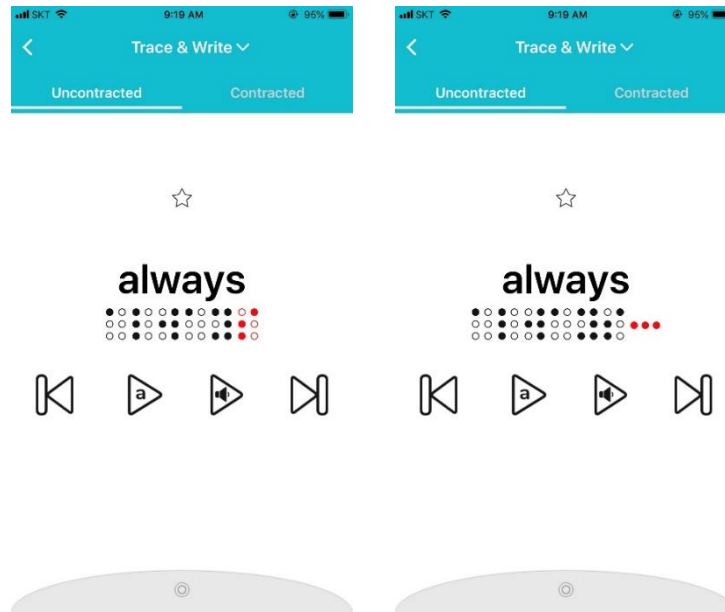 SKT 9:19 AM 95%
Trace & Write
Uncontracted Contracted
always
⠁⠇⠺⠁⠽⠎
a
SKT 9:19 AM 95%
Trace & Write
Uncontracted Contracted
always
a